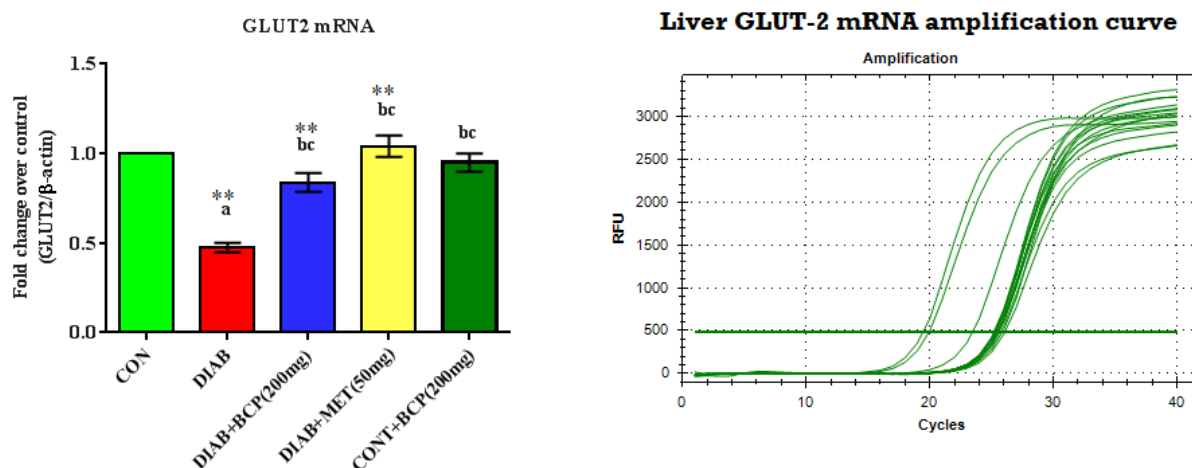 GLUT2 mRNA
Fold change over control
(GLUT2/β-actin)
1.5
1.0
0.5
0.0
**
a
**
bc
**
bc
bc
CON
DIAB
DIAB+BCP(200mg)
DIAB+MET(50mg)
CONT+BCP(200mg)
Liver GLUT-2 mRNA amplification curve
Amplification
RFU
3000
2500
2000
1500
1000
500
0
0
10
20
30
40
Cycles